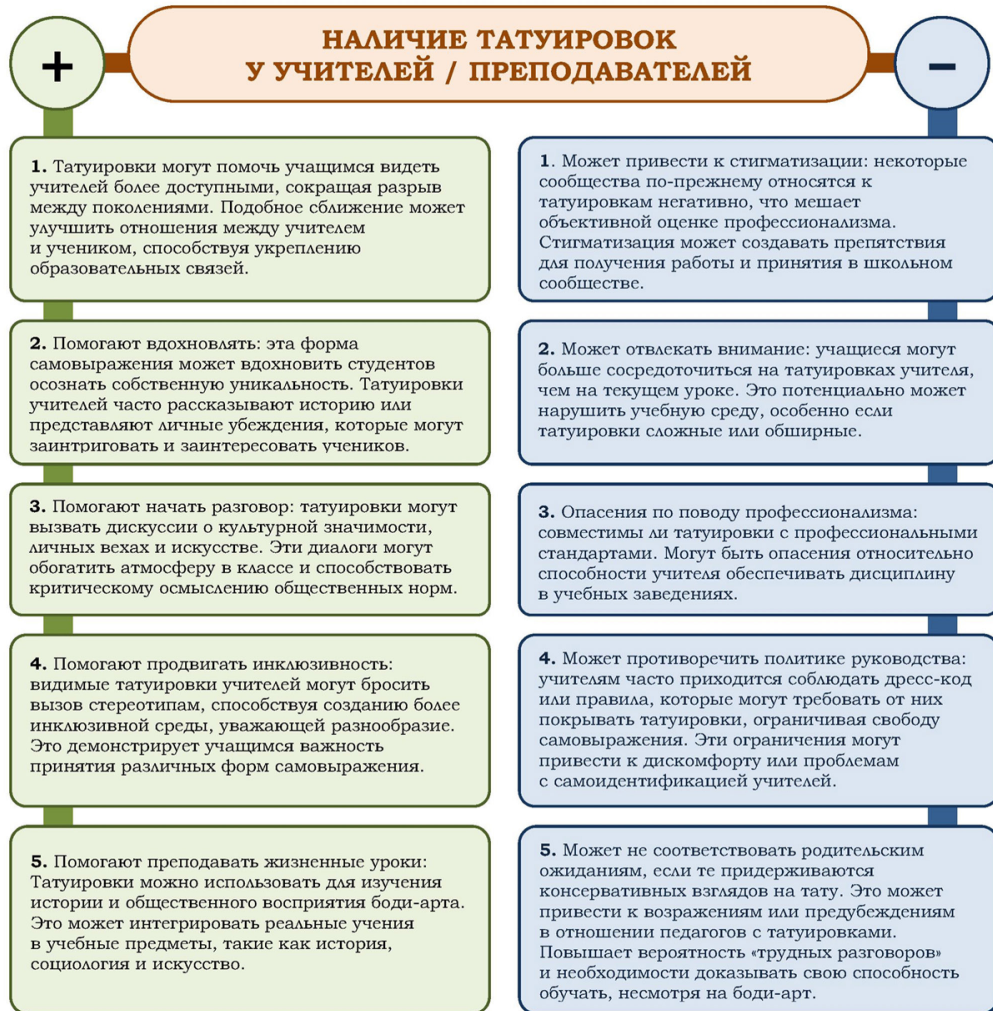 +
НАЛИЧИЕ ТАТУИРОВОК
У УЧИТЕЛЕЙ / ПРЕПОДАВАТЕЛЕЙ
–
1. Татуировки могут помочь учащимся видеть
учителей более доступными, сокращая разрыв
между поколениями. Подобное сближение может
улучшить отношения между учителем
и учеником, способствуя укреплению
образовательных связей.
2. Помогают вдохновлять: эта форма
самовыражения может вдохновить студентов
осознать собственную уникальность. Татуировки
учителей часто рассказывают историю или
представляют личные убеждения, которые могут
заинтриговать и заинтересовать учеников.
3. Помогают начать разговор: татуировки могут
вызвать дискуссии о культурной значимости,
личных вехах и искусстве. Эти диалоги могут
обогатить атмосферу в классе и способствовать
критическому осмыслению общественных норм.
4. Помогают продвигать инклюзивность:
видимые татуировки учителей могут бросить
вызов стереотипам, способствуя созданию более
инклюзивной среды, уважающей разнообразие.
Это демонстрирует учащимся важность
принятия различных форм самовыражения.
5. Помогают преподавать жизненные уроки:
Татуировки можно использовать для изучения
истории и общественного восприятия боди-арта.
Это может интегрировать реальные учения
в учебные предметы, такие как история,
социология и искусство.
1. Может привести к стигматизации: некоторые
сообщества по-прежнему относятся к
татуировкам негативно, что мешает
объективной оценке профессионализма.
Стигматизация может создавать препятствия
для получения работы и принятия в школьном
сообществе.
2. Может отвлекать внимание: учащиеся могут
больше сосредоточиться на татуировках учителя,
чем на текущем уроке. Это потенциально может
нарушить учебную среду, особенно если
татуировки сложные или обширные.
3. Опасения по поводу профессионализма:
совместимы ли татуировки с профессиональными
стандартами. Могут быть опасения относительно
способности учителя обеспечивать дисциплину
в учебных заведениях.
4. Может противоречить политике руководства:
учителям часто приходится соблюдать дресс-код
или правила, которые могут требовать от них
покрывать татуировки, ограничивая свободу
самовыражения. Эти ограничения могут
привести к дискомфорту или проблемам
с самоидентификацией учителей.
5. Может не соответствовать родительским
ожиданиям, если те придерживаются
консервативных взглядов на тату. Это может
привести к возражениям или предубеждениям
в отношении педагогов с татуировками.
Повышает вероятность «трудных разговоров»
и необходимости доказывать свою способность
обучать, несмотря на боди-арт.